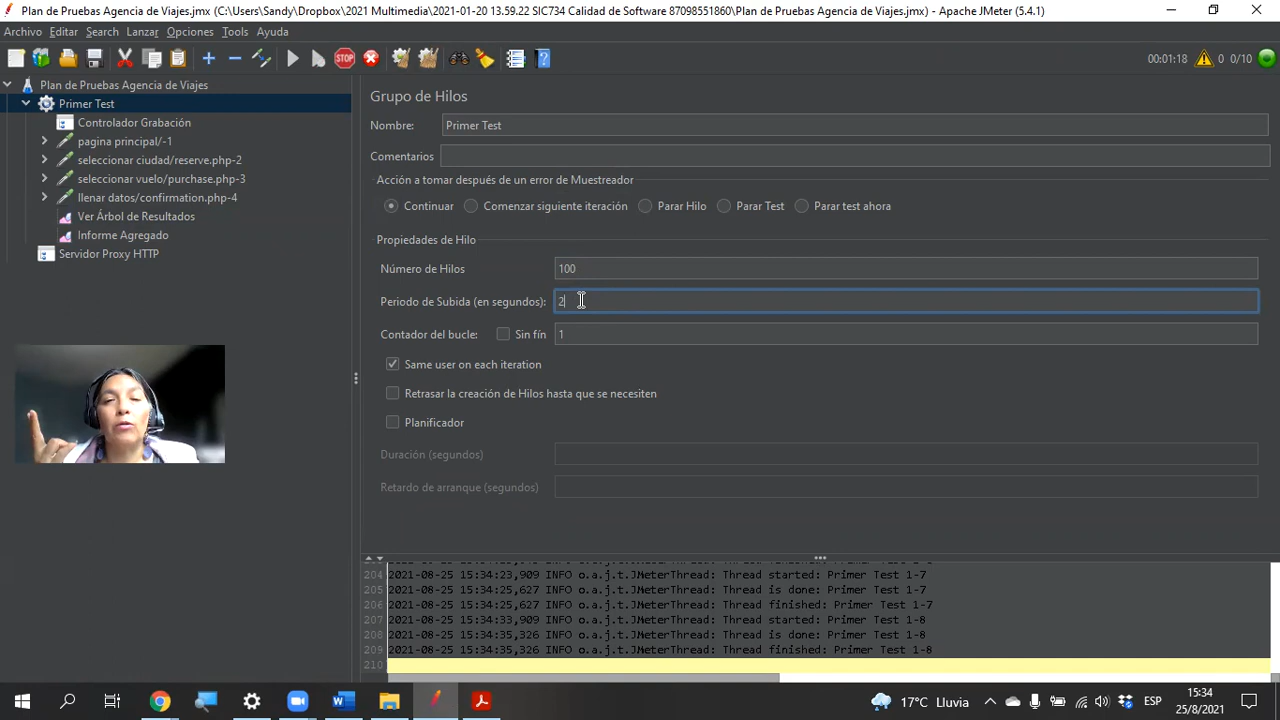 Plan de Pruebas Agencia de Viajes.jmx (C:\Users\Sandy\Dropbox\2021 Multimedia\2021-01-20 13.59.22 SIC734 Calidad de Software 87098551860\Plan de Pruebas Agencia de Viajes.jmx) - Apache JMeter (5.4.1)
Archivo Editar Search Lanzar Opciones Tools Ayuda
STOP 00:01:18 0 0/10
Plan de Pruebas Agencia de Viajes
Primer Test
Controlador Grabación
pagina principal/-1
seleccionar ciudad/reserve.php-2
seleccionar vuelo/purchase.php-3
llenar datos/confirmation.php-4
Ver Árbol de Resultados
Informe Agregado
Servidor Proxy HTTP
Grupo de Hilos
Nombre: Primer Test
Comentarios
Acción a tomar después de un error de Muestreador
Continuar Comenzar siguiente iteración Parar Hilo Parar Test Parar test ahora
Propiedades de Hilo
Número de Hilos 100
Periodo de Subida (en segundos): 2
Contador del bucle: Sin fín 1
Same user on each iteration
Retrasar la creación de Hilos hasta que se necesiten
Planificador
Duración (segundos)
Retardo de arranque (segundos)
204 2021-08-25 15:34:23,909 INFO o.a.j.t.JMeterThread: Thread started: Primer Test 1-7
205 2021-08-25 15:34:25,627 INFO o.a.j.t.JMeterThread: Thread is done: Primer Test 1-7
206 2021-08-25 15:34:25,627 INFO o.a.j.t.JMeterThread: Thread finished: Primer Test 1-7
207 2021-08-25 15:34:33,909 INFO o.a.j.t.JMeterThread: Thread started: Primer Test 1-8
208 2021-08-25 15:34:35,326 INFO o.a.j.t.JMeterThread: Thread is done: Primer Test 1-8
209 2021-08-25 15:34:35,326 INFO o.a.j.t.JMeterThread: Thread finished: Primer Test 1-8
210
17°C Lluvia ESP 15:34
25/8/2021